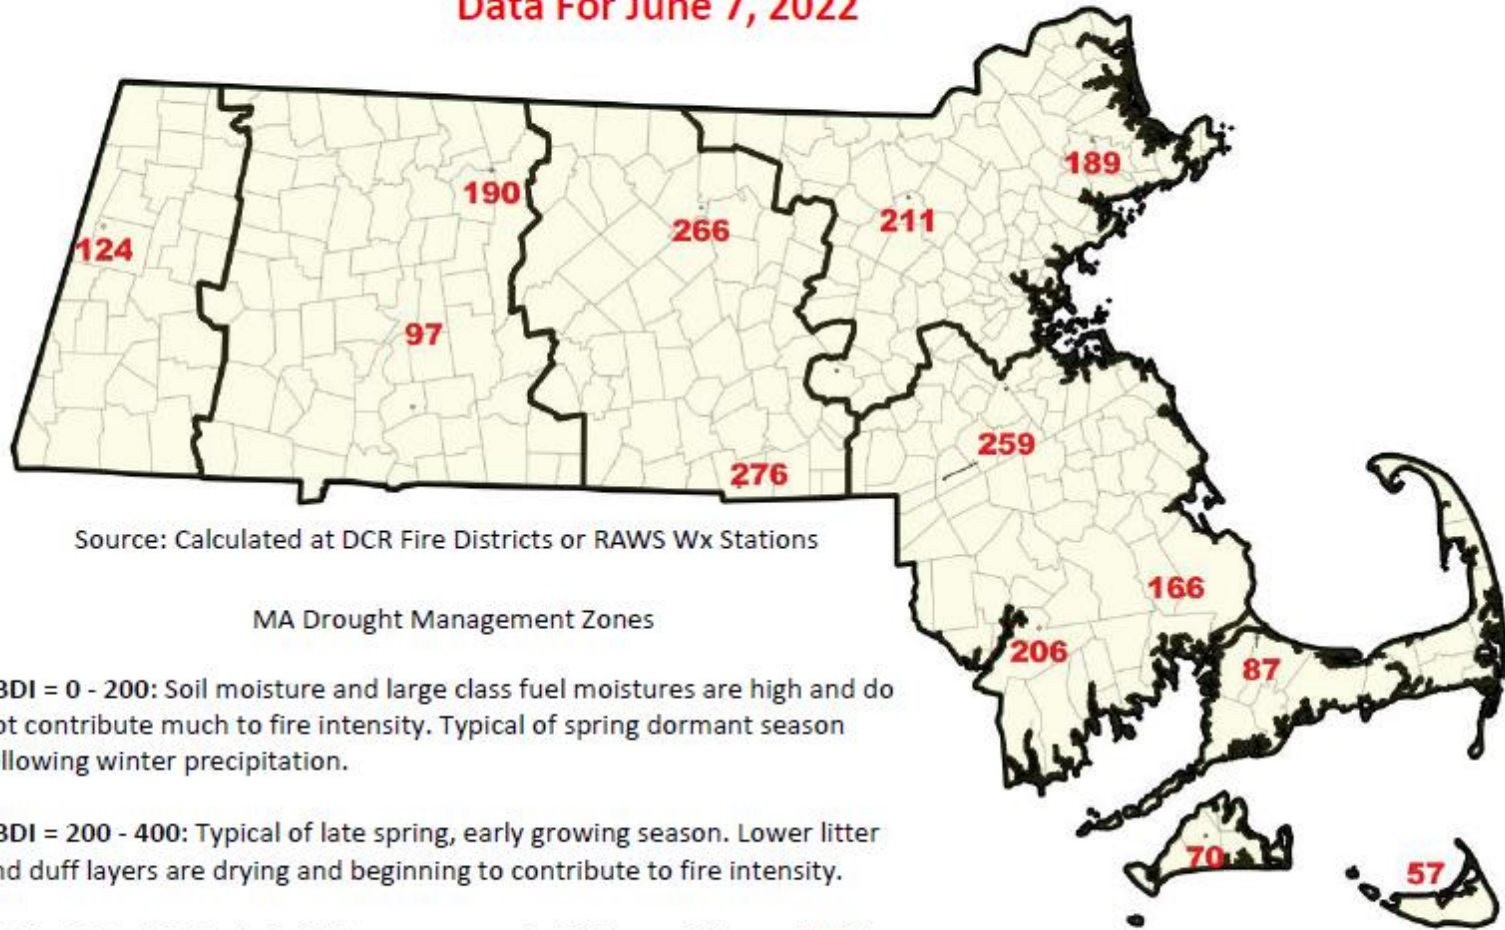 Data For June 7, 2022
189
190
211
266
124
97
259
276
Source: Calculated at DCR Fire Districts or RAWS Wx Stations
166
MA Drought Management Zones
206
87
BDI = 0 - 200: Soil moisture and large class fuel moistures are high and do
contribute much to fire intensity. Typical of spring dormant season
winter precipitation.
BDI = 200 - 400: Typical of late spring, early growing season. Lower litter
duff layers are drying and beginning to contribute to fire intensity.
70
57